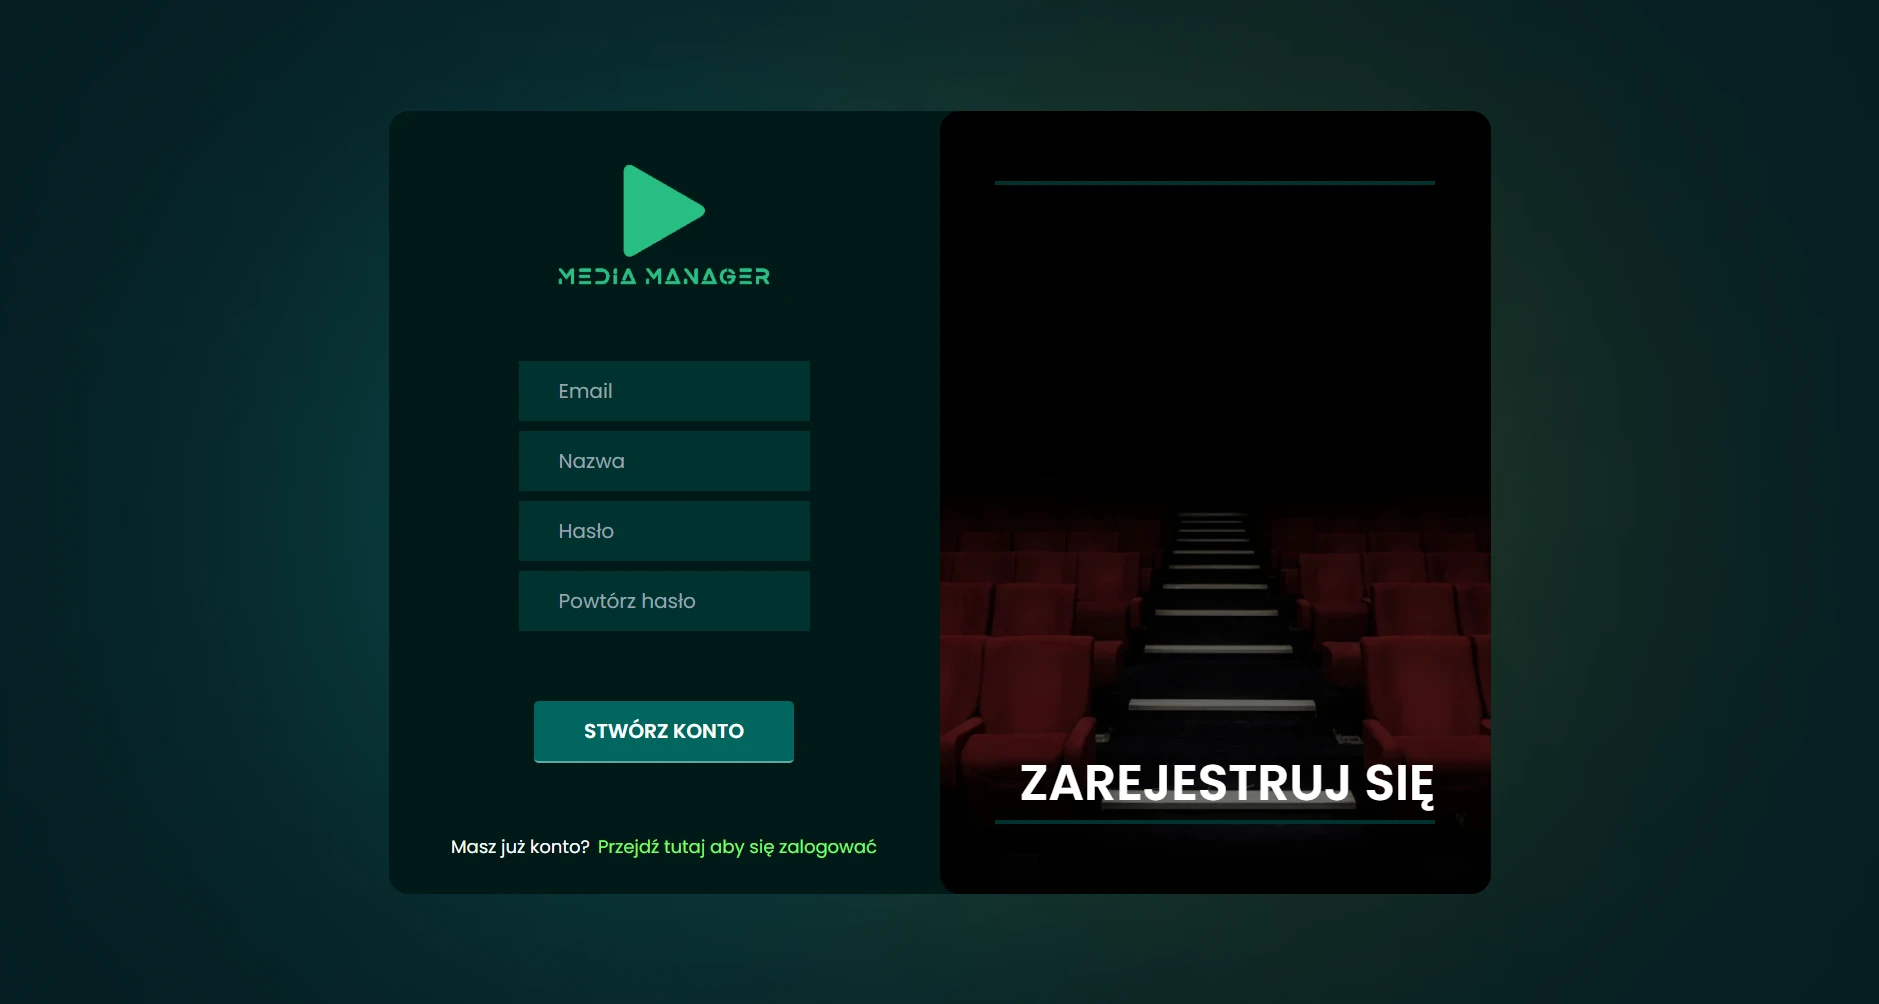 MEDIA MANAGER
Email
Nazwa
Hasło
Powtórz hasło
STWÓRZ KONTO
Masz już konto? Przejdź tutaj aby się zalogować
ZAREJESTRUJ SIĘ